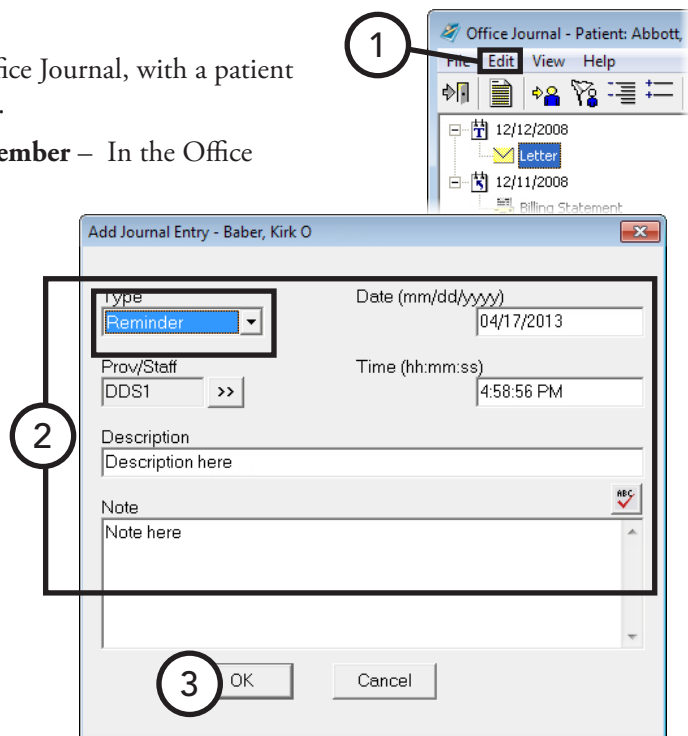 1
Office Journal - Patient: Abbott,
fice Journal, with a patient
.
ember – In the Office
File Edit View Help
12/12/2008
Letter
12/11/2008
Billing Statement
Add Journal Entry - Baber, Kirk O
Type
Date (mm/dd/yyyy)
Reminder
04/17/2013
Prov/Staff
Time (hh:mm:ss)
DDS1 >>
4:58:56 PM
2
Description
Description here
Note
ABC
Note here
3
OK Cancel